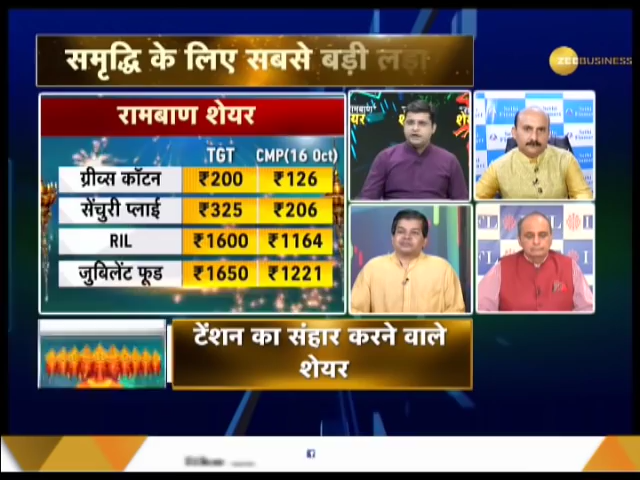 समृद्धि के लिए सबसे बड़ी
ZEE BUSINESS
रामबाण शेयर
TGT CMP(16 Oct)
ग्रीव्स कॉटन ₹200 ₹126
सेंचुरी प्लाई ₹325 ₹206
RIL ₹1600 ₹1164
जुबिलेंट फूड ₹1650 ₹1221
टेंशन का संहार करने वाले
शेयर